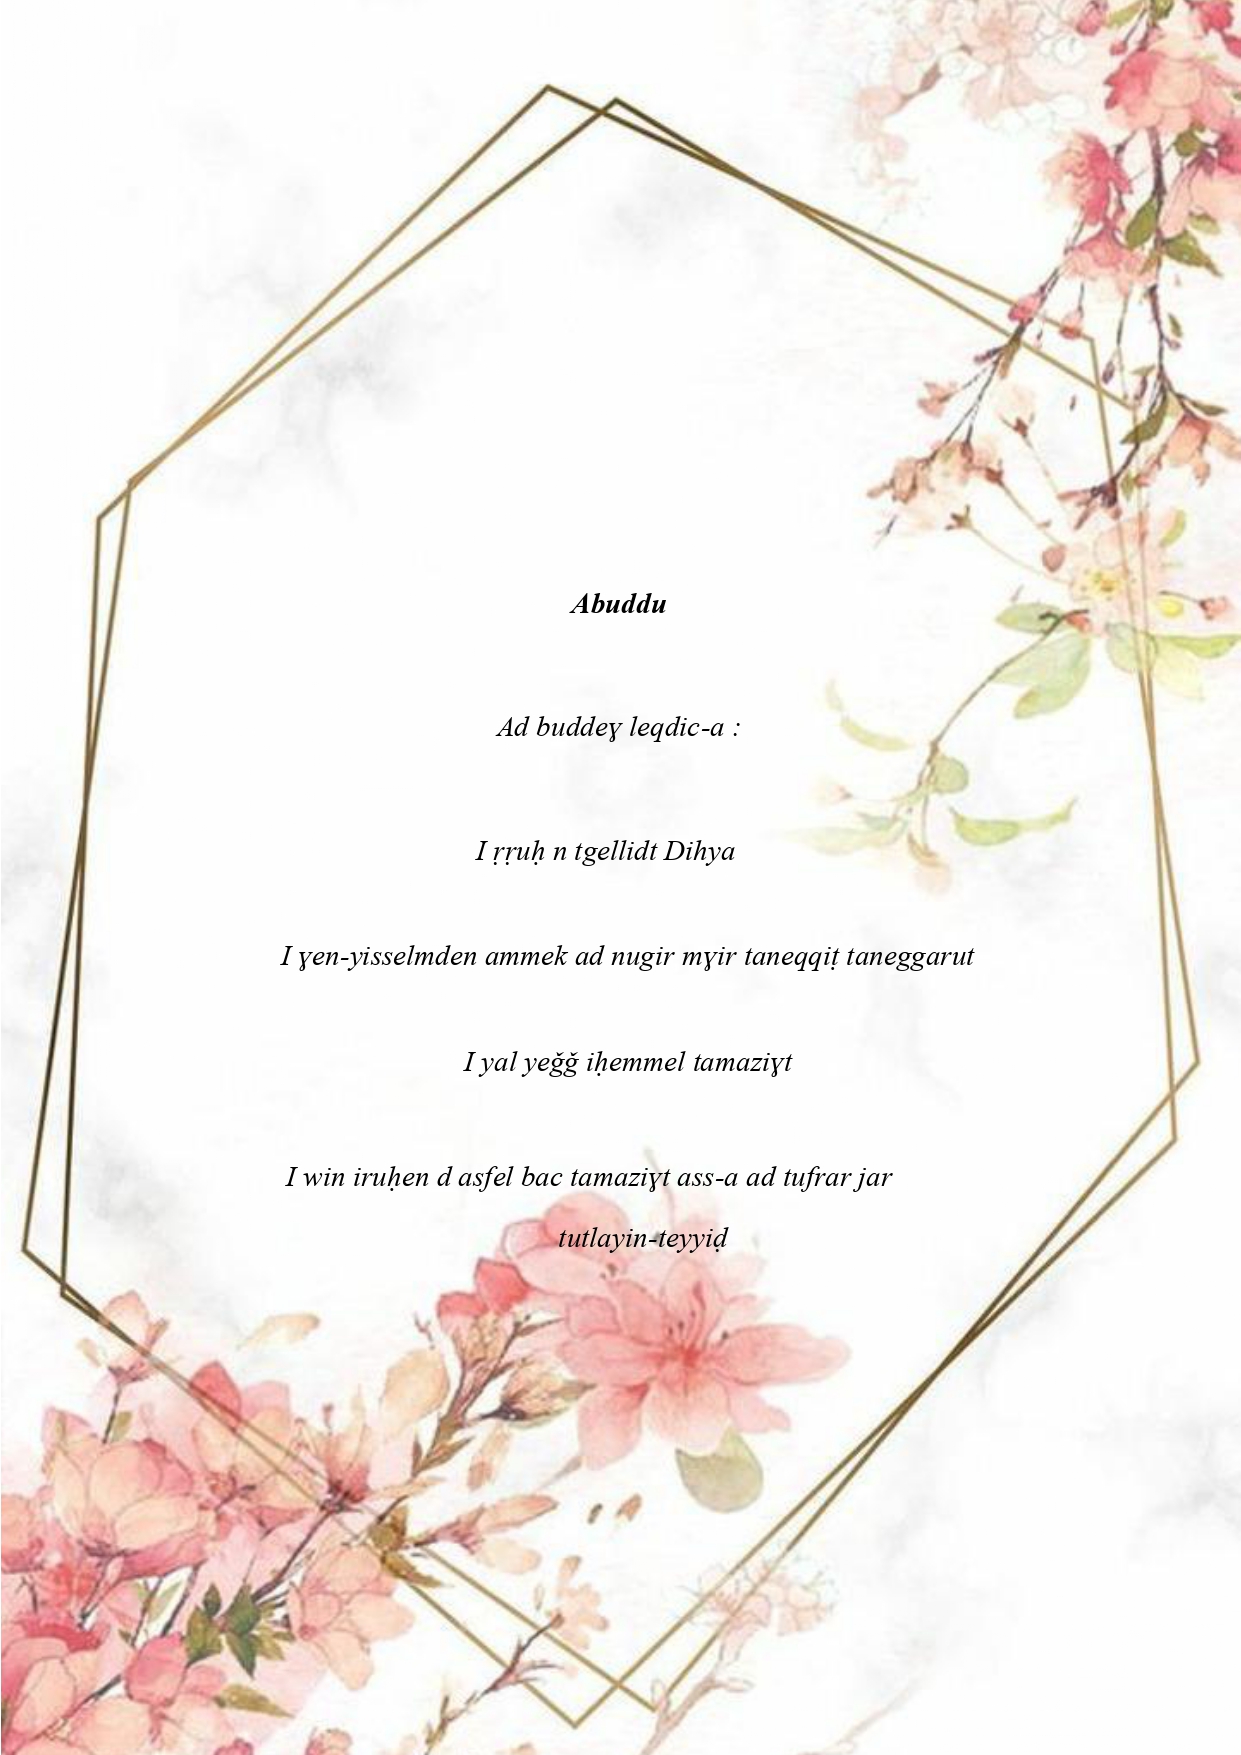 Abuddu
Ad buddeɣ leqdic-a :
I ṛṛuḥ n tgellidt Dihya
I ɣen-yisselmden ammek ad nugir mɣir taneqqiṭ taneggarut
I yal yeǧǧ iḥemmel tamaziɣt
I win iruḥen d asfel bac tamaziɣt ass-a ad tufrar jar
tutlayin-teyyiḍ